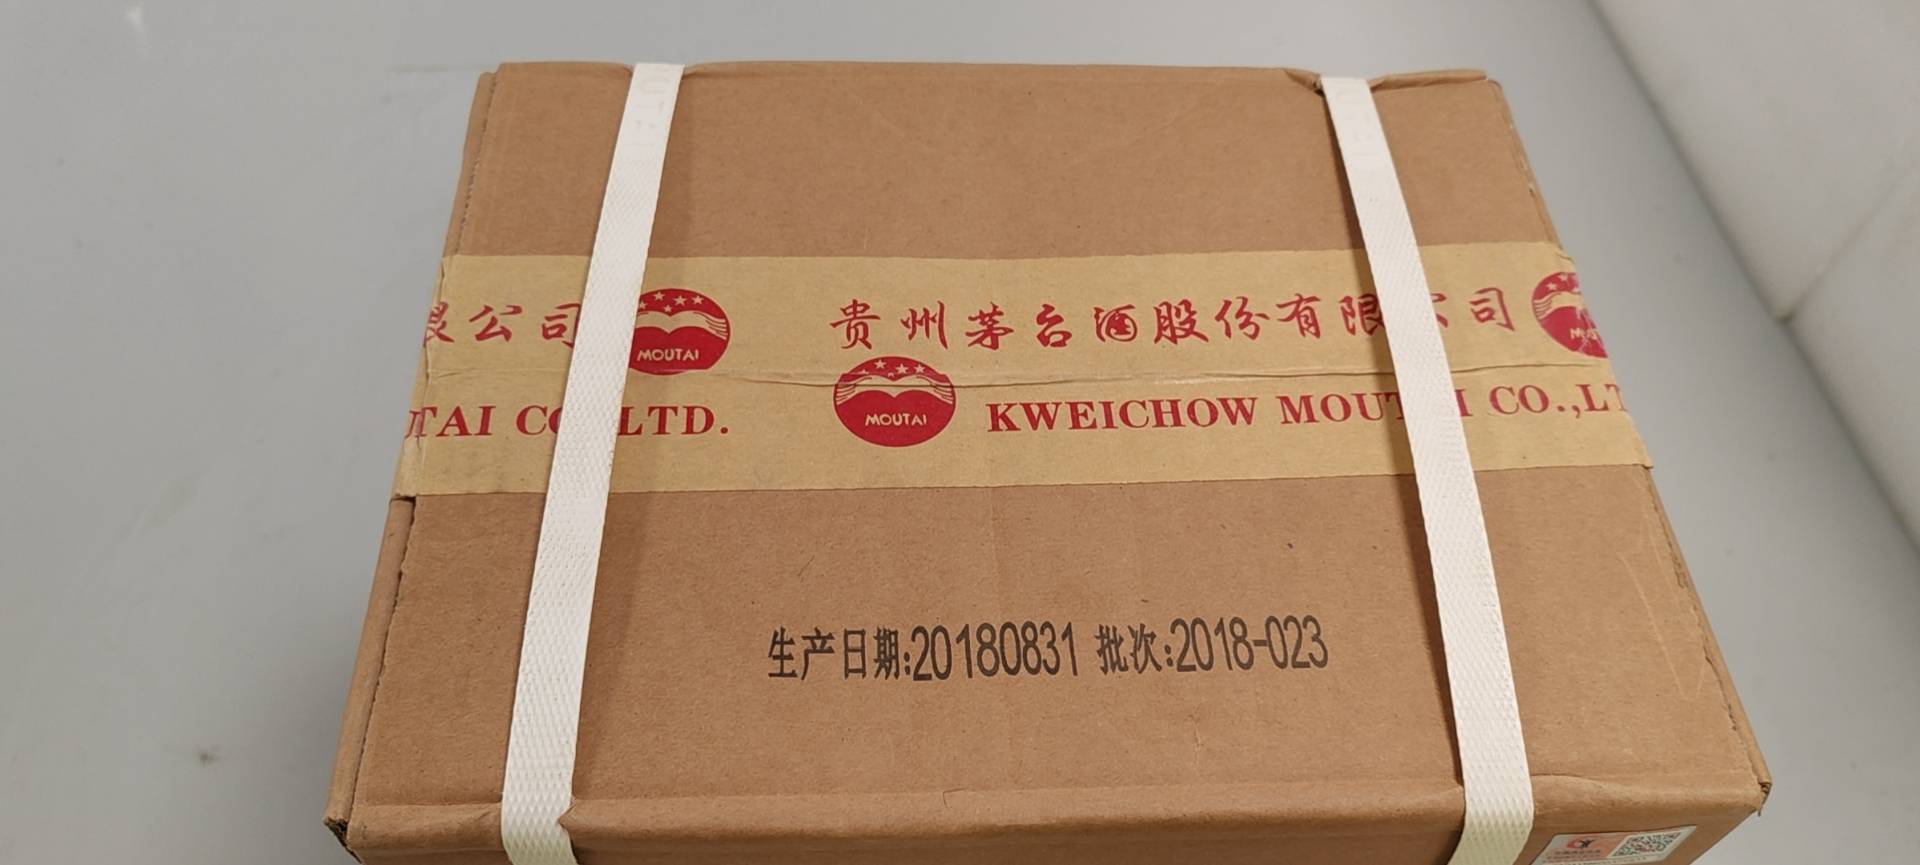 限公司
MOUTAI
贵州茅台酒股份有限公司
TAI CO LTD.
MOUTAI
KWEICHOW MOUTAI CO.,LT
生产日期:20180831 批次:2018-023